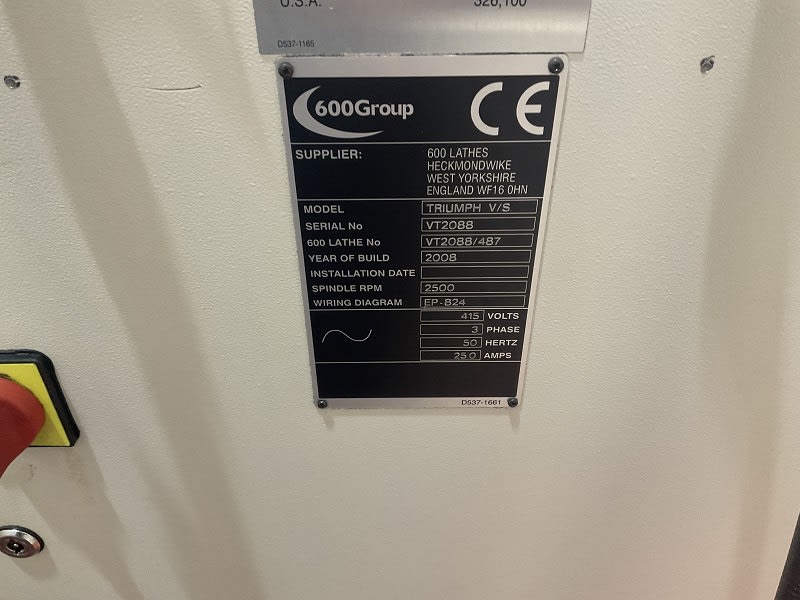 U.S.A. 326,100
D537-1165
600Group CE
SUPPLIER: 600 LATHES
HECKMONDWIKE
WEST YORKSHIRE
ENGLAND WF16 0HN
MODEL TRIUMPH V/S
SERIAL No VT2088
600 LATHE No VT2088/487
YEAR OF BUILD 2008
INSTALLATION DATE
SPINDLE RPM 2500
WIRING DIAGRAM EP-824
415 VOLTS
3 PHASE
50 HERTZ
25.0 AMPS
D537-1661